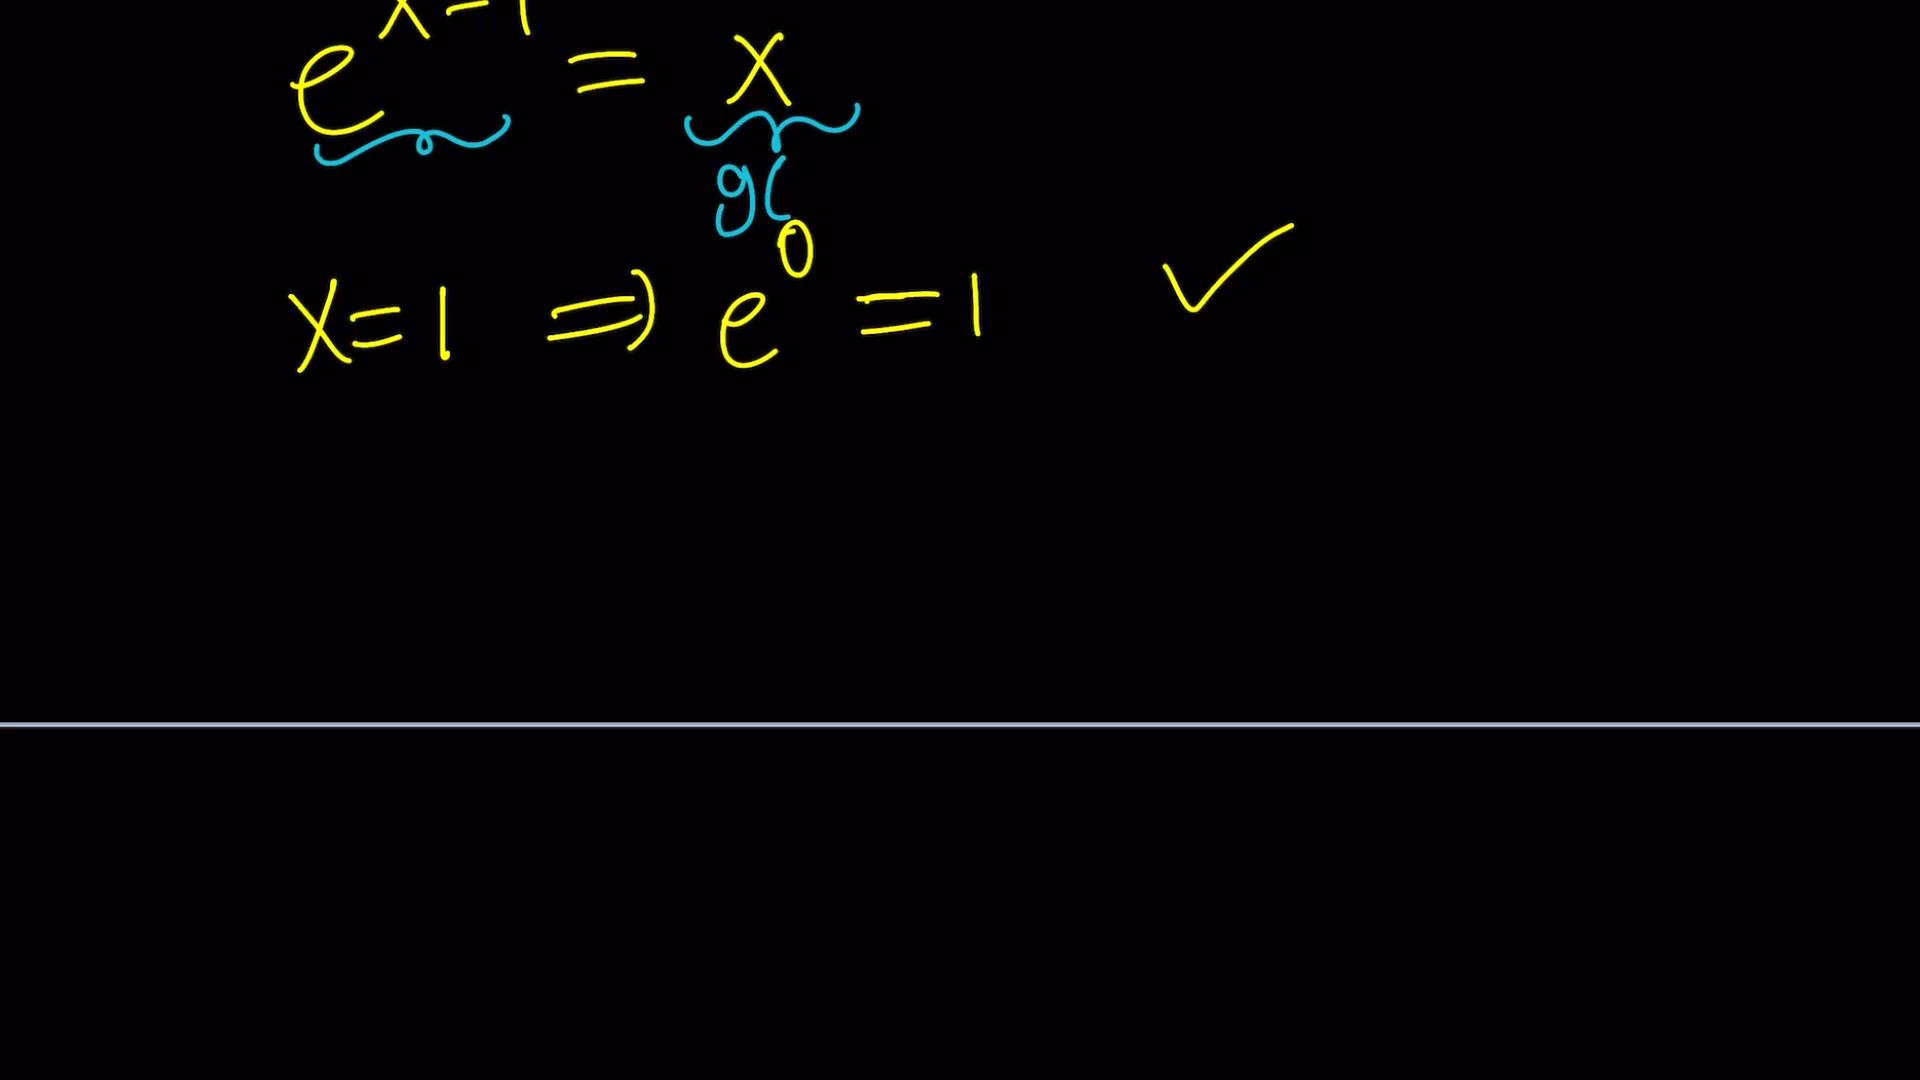 e^{x-1} = x
g(
x=1 ⇒ e^0 = 1 ✓